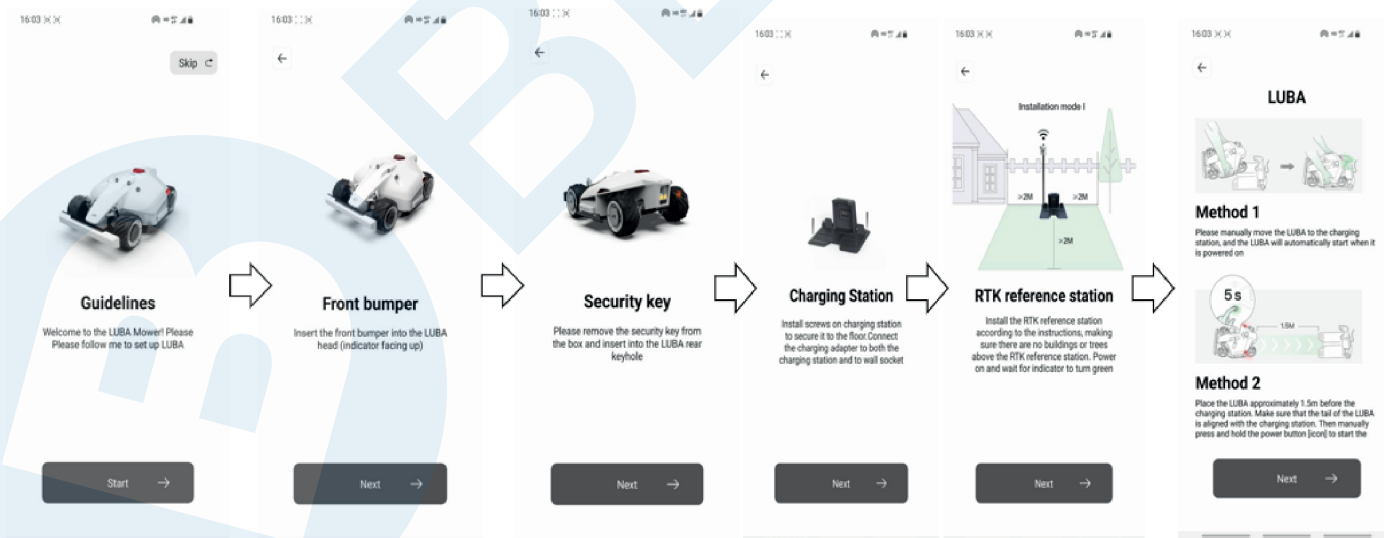 16:03
Skip
Guidelines
Welcome to the LUBA Mower! Please
Please follow me to set up LUBA
Start
16:03
Front bumper
Insert the front bumper into the LUBA
head (indicator facing up)
Next
16:03
Security key
Please remove the security key from
the box and insert into the LUBA rear
keyhole
Next
16:03
Charging Station
Install screws on charging station
to secure it to the floor.Connect
the charging adapter to both the
charging station and to wall socket
Next
16:03
Installation mode I
≥2M
≥2M
≥2M
RTK reference station
Install the RTK reference station
according to the instructions, making
sure there are no buildings or trees
above the RTK reference station. Power
on and wait for indicator to turn green
Next
16:03
LUBA
Method 1
Please manually move the LUBA to the charging
station, and the LUBA will automatically start when it
is powered on
5 s
1.5M
Method 2
Place the LUBA approximately 1.5m before the
charging station. Make sure that the tail of the LUBA
is aligned with the charging station. Then manually
press and hold the power button [icon] to start the
Next